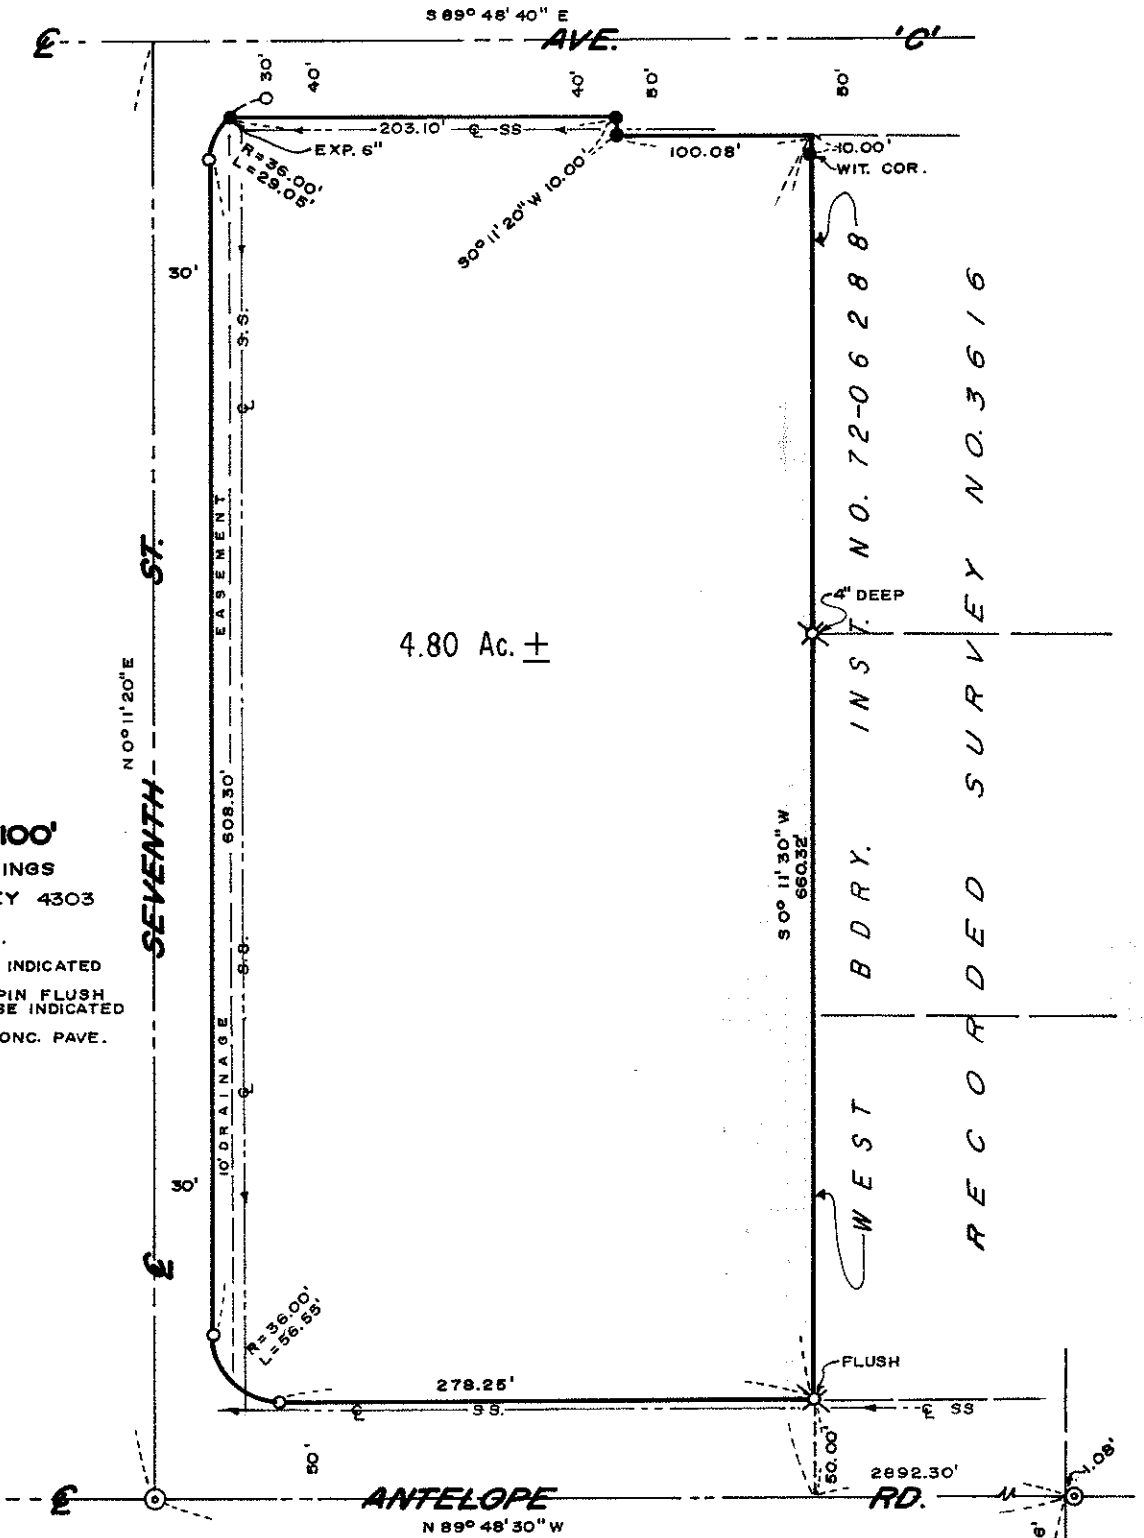 S 89° 48' 40" E
℄
AVE.
'C'
30'
40'
40'
50'
50'
203.10'
℄ SS
EXP. 6"
R=36.00'
L=29.05'
S0° 11' 20" W 10.00'
100.08'
10.00'
WIT. COR.
30'
S.S.
℄
EASEMENT
ST.
4.80 Ac. ±
4" DEEP
N 0° 11' 20" E
SEVENTH
608.30'
S 0° 11' 30" W
660.32'
WEST BDRY. INST. NO. 72-06288
RECORDED SURVEY NO. 3616
100'
INGS
EY 4303
.
INDICATED
PIN FLUSH
SE INDICATED
ONC. PAVE.
S.S.
℄
10' DRAINAGE
30'
℄
R=36.00'
L=56.55'
FLUSH
278.25'
℄
S.S.
℄ SS
50'
50.00'
2892.30'
1.08'
℄
ANTELOPE
RD.
N 89° 48' 30" W